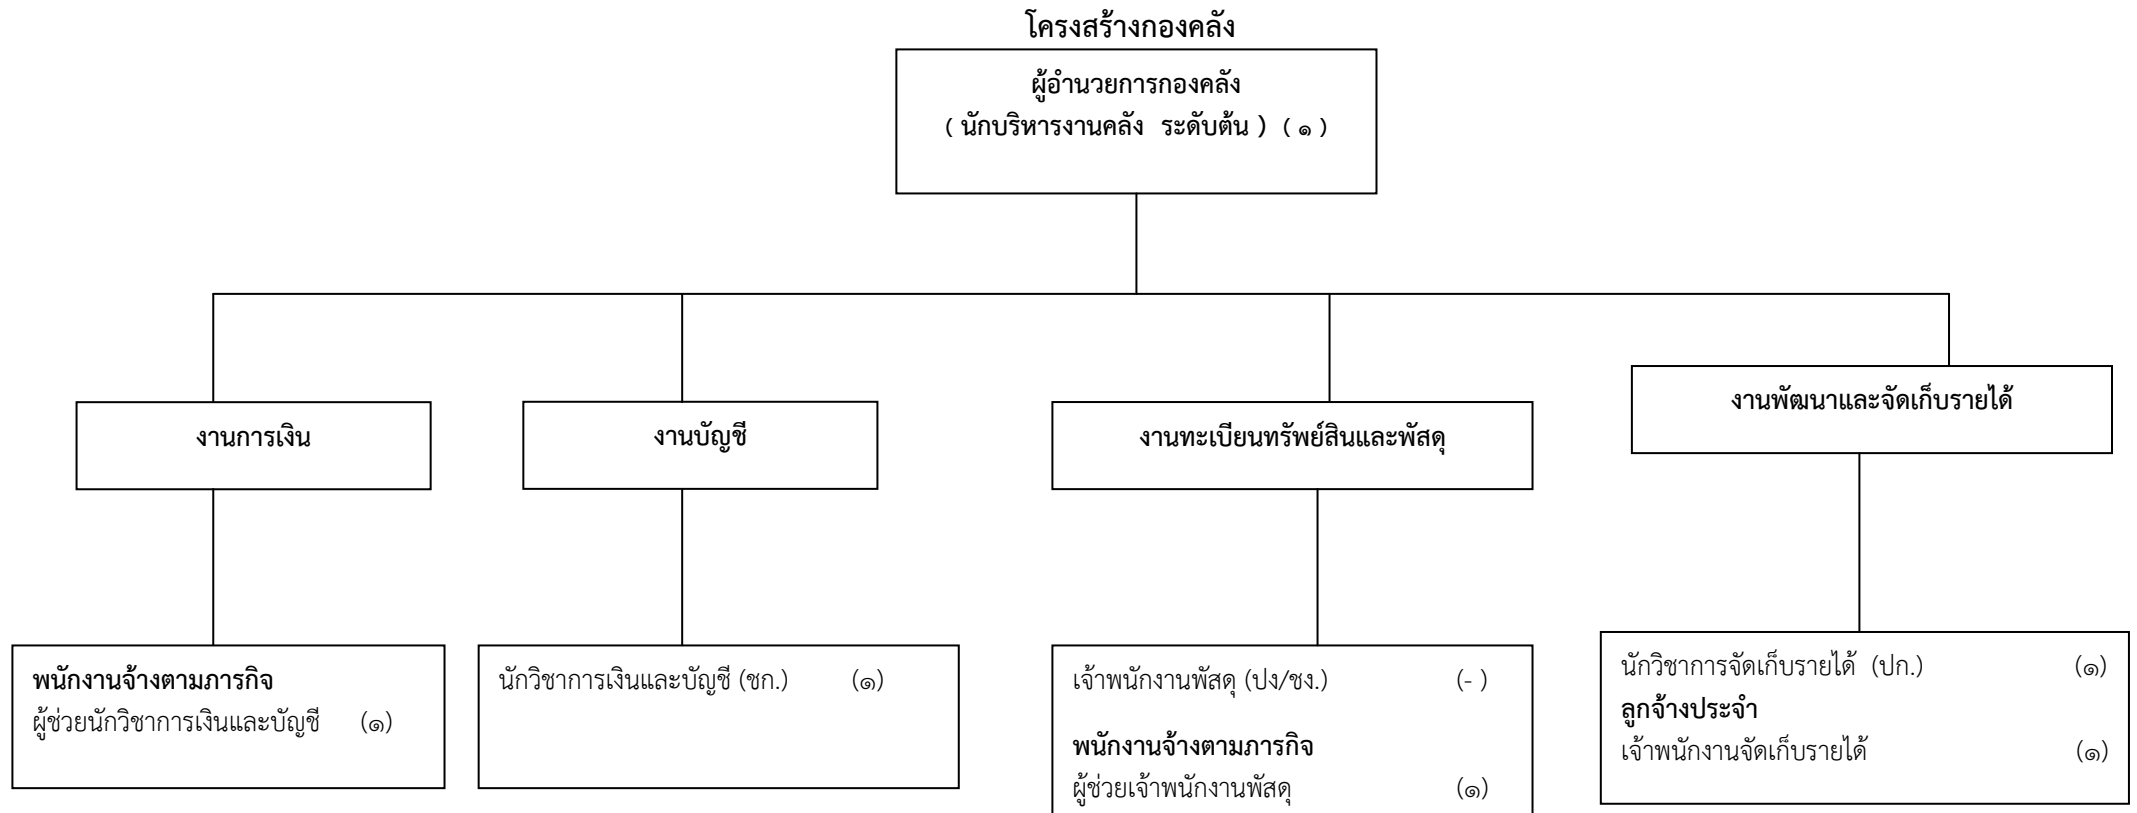 โครงสร้างกองคลัง
ผู้อำนวยการกองคลัง
( นักบริหารงานคลัง ระดับต้น ) ( ๑ )
งานการเงิน
งานบัญชี
งานทะเบียนทรัพย์สินและพัสดุ
งานพัฒนาและจัดเก็บรายได้
พนักงานจ้างตามภารกิจ
ผู้ช่วยนักวิชาการเงินและบัญชี (๑)
นักวิชาการเงินและบัญชี (ชก.) (๑)
เจ้าพนักงานพัสดุ (ปง/ชง.) (- )
พนักงานจ้างตามภารกิจ
ผู้ช่วยเจ้าพนักงานพัสดุ (๑)
นักวิชาการจัดเก็บรายได้ (ปก.) (๑)
ลูกจ้างประจำ
เจ้าพนักงานจัดเก็บรายได้ (๑)